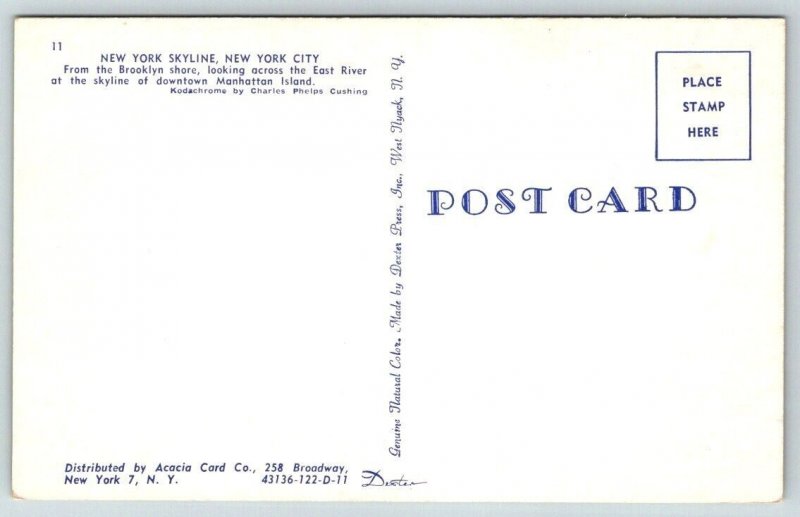 11
NEW YORK SKYLINE, NEW YORK CITY
From the Brooklyn shore, looking across the East River
at the skyline of downtown Manhattan Island.
Kodachrome by Charles Phelps Cushing
Genuine Natural Color. Made by Dexter Press, Inc., West Nyack, N. Y.
PLACE
STAMP
HERE
POST CARD
Distributed by Acacia Card Co., 258 Broadway,
New York 7, N. Y. 43136-122-D-11
Dexter